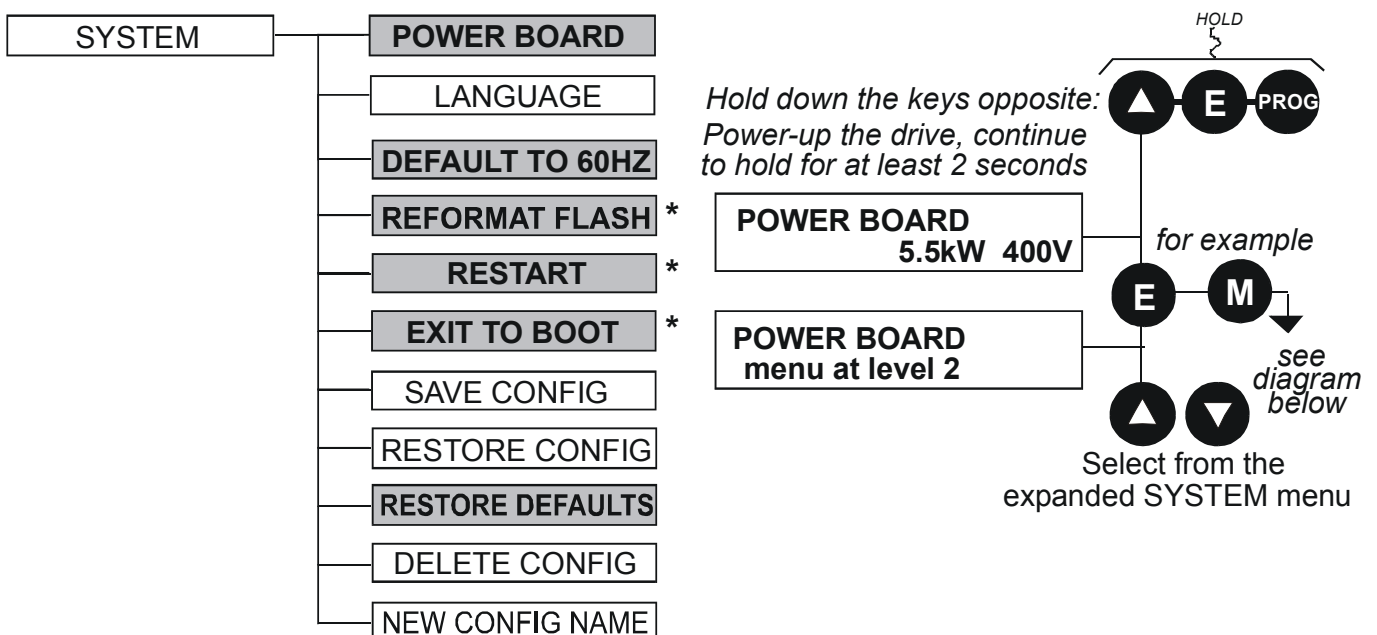 SYSTEM
POWER BOARD
LANGUAGE
DEFAULT TO 60HZ
REFORMAT FLASH *
RESTART *
EXIT TO BOOT *
SAVE CONFIG
RESTORE CONFIG
RESTORE DEFAULTS
DELETE CONFIG
NEW CONFIG NAME
HOLD
Hold down the keys opposite:
E
PROG
Power-up the drive, continue
to hold for at least 2 seconds
POWER BOARD
5.5kW 400V
for example
E
M
POWER BOARD
menu at level 2
see
diagram
below
Select from the
expanded SYSTEM menu